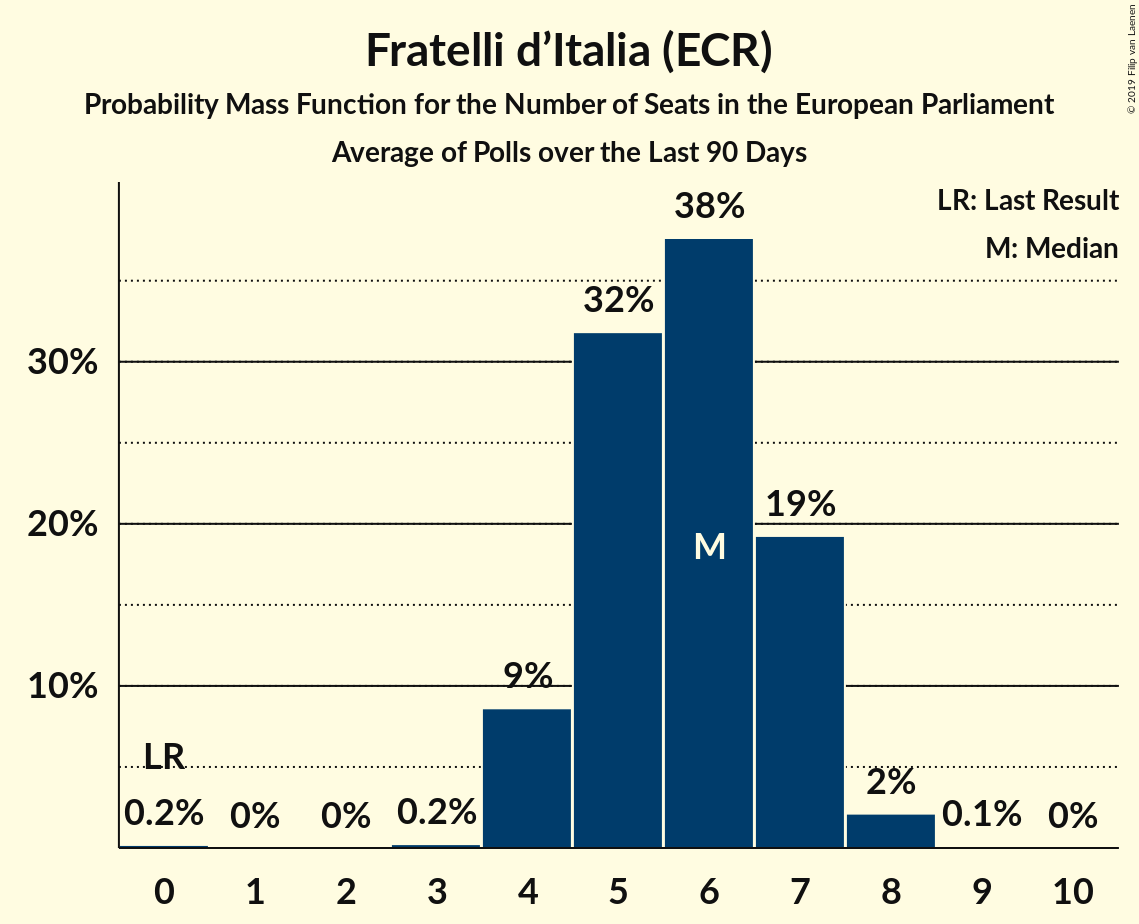 Fratelli d’Italia (ECR)
Probability Mass Function for the Number of Seats in the European Parliament
Average of Polls over the Last 90 Days
© 2019 Filip van Laenen
LR: Last Result
M: Median
38%
32%
30%
20%
19%
M
10%
9%
LR
2%
0.2% 0% 0% 0.2% 0.1% 0%
0 1 2 3 4 5 6 7 8 9 10